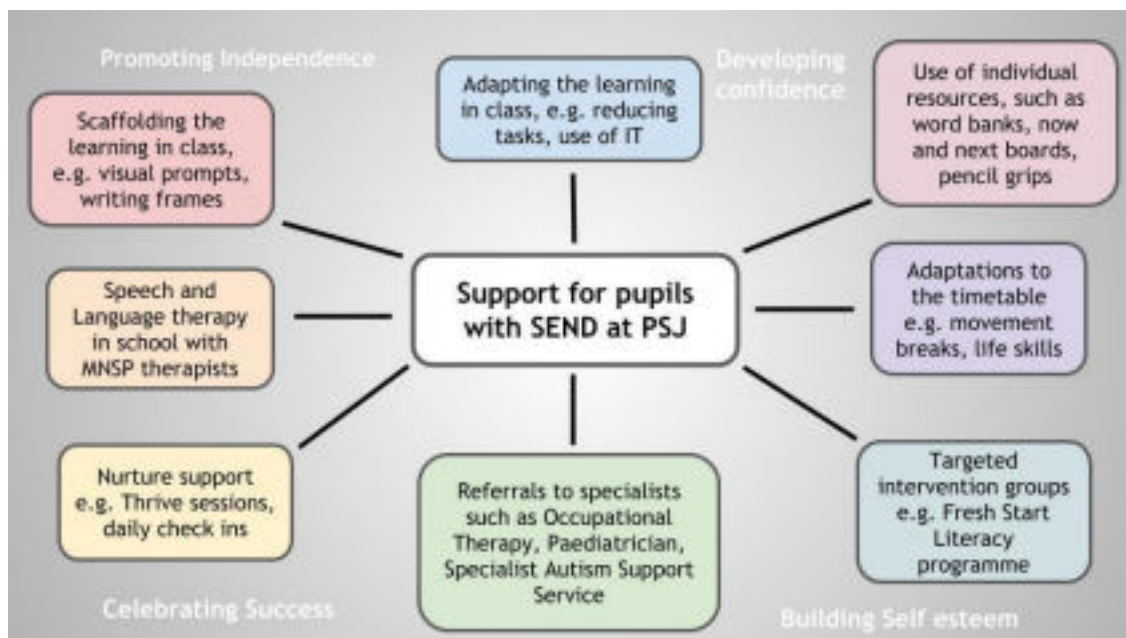 Promoting Independence
Developing
confidence
Adapting the learning
in class, e.g. reducing
tasks, use of IT
Use of individual
resources, such as
word banks, now
and next boards,
pencil grips
Scaffolding the
learning in class,
e.g. visual prompts,
writing frames
Support for pupils
with SEND at PSJ
Speech and
Language therapy
in school with
MNSP therapists
Adaptations to
the timetable
e.g. movement
breaks, life skills
Nurture support
e.g. Thrive sessions,
daily check ins
Referrals to specialists
such as Occupational
Therapy, Paediatrician,
Specialist Autism Support
Service
Targeted
intervention groups
e.g. Fresh Start
Literacy
programme
Celebrating Success
Building Self esteem